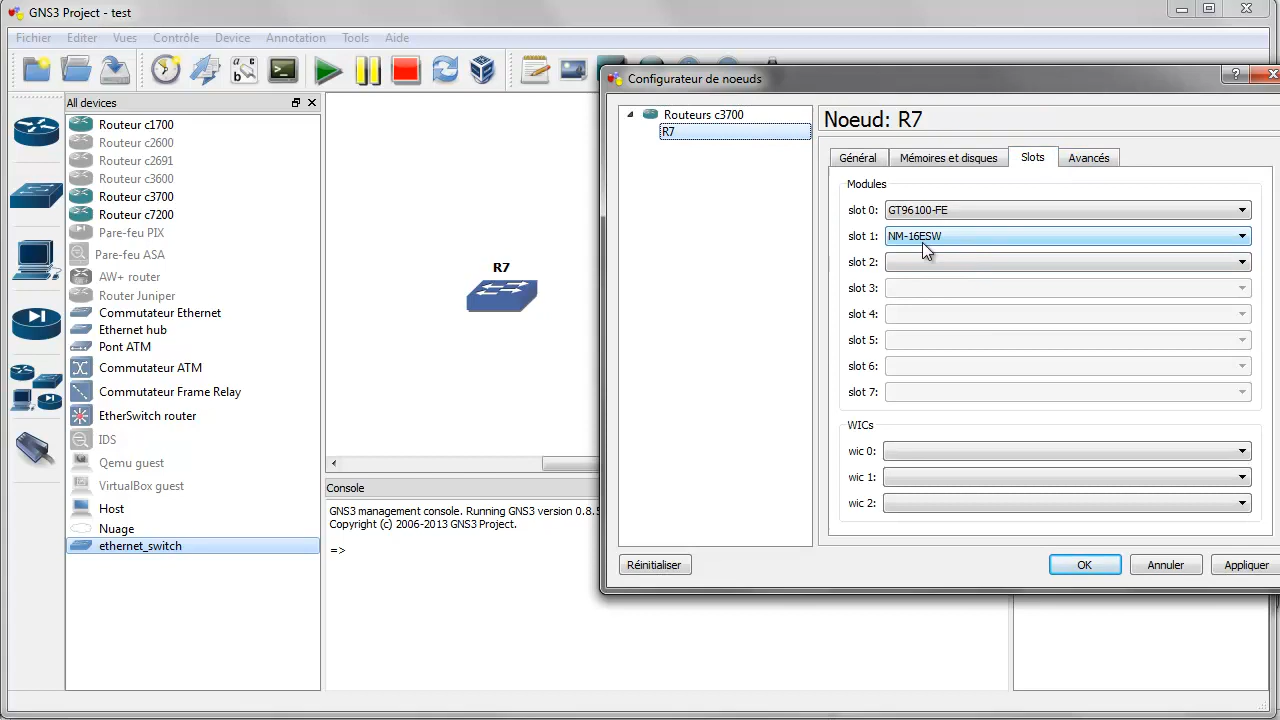 GNS3 Project - test
Fichier Editer Vues Contrôle Device Annotation Tools Aide
All devices
Routeur c1700
Routeur c2600
Routeur c2691
Routeur c3600
Routeur c3700
Routeur c7200
Pare-feu PIX
Pare-feu ASA
AW+ router
Router Juniper
Commutateur Ethernet
Ethernet hub
Pont ATM
Commutateur ATM
Commutateur Frame Relay
EtherSwitch router
IDS
Qemu guest
VirtualBox guest
Host
Nuage
ethernet_switch
R7
Console
GNS3 management console. Running GNS3 version 0.8.
Copyright (c) 2006-2013 GNS3 Project.
=>
Configurateur de noeuds
Routeurs c3700
R7
Noeud: R7
Général Mémoires et disques Slots Avancés
Modules
slot 0: GT96100-FE
slot 1: NM-16ESW
slot 2:
slot 3:
slot 4:
slot 5:
slot 6:
slot 7:
WICs
wic 0:
wic 1:
wic 2:
Réinitialiser OK Annuler Appliquer